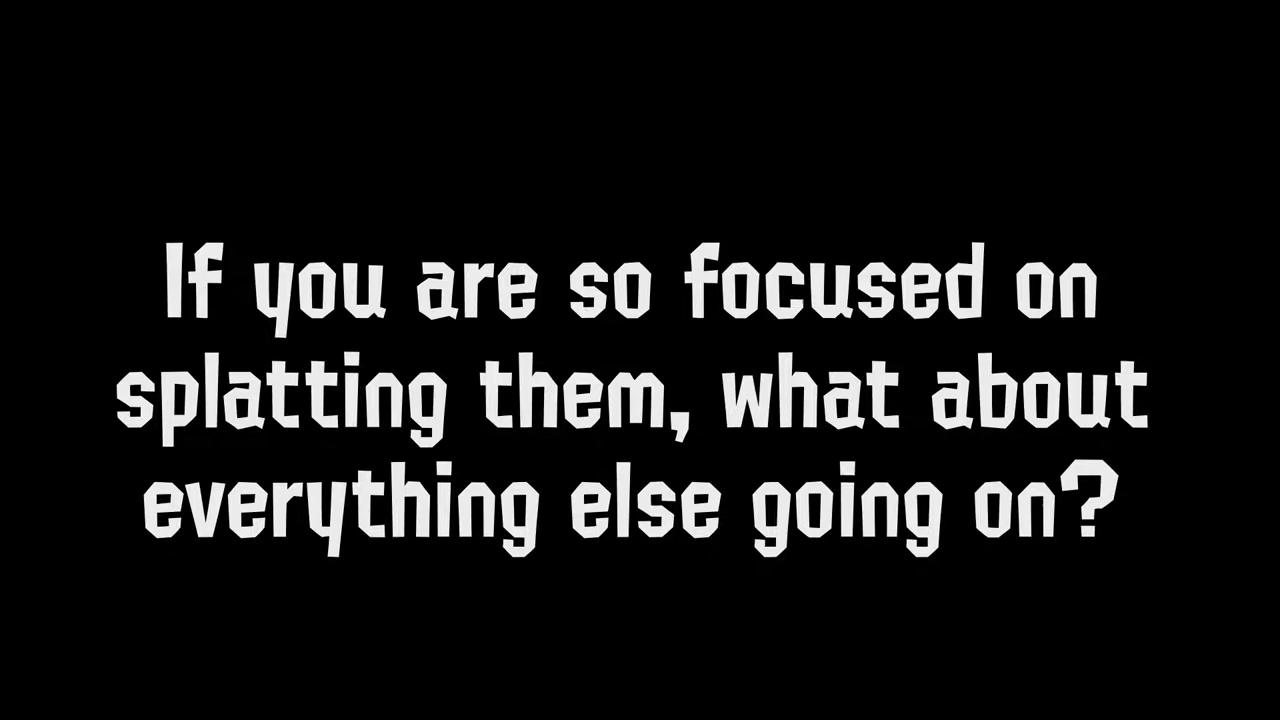 If you are so focused on
splatting them, what about
everything else going on?